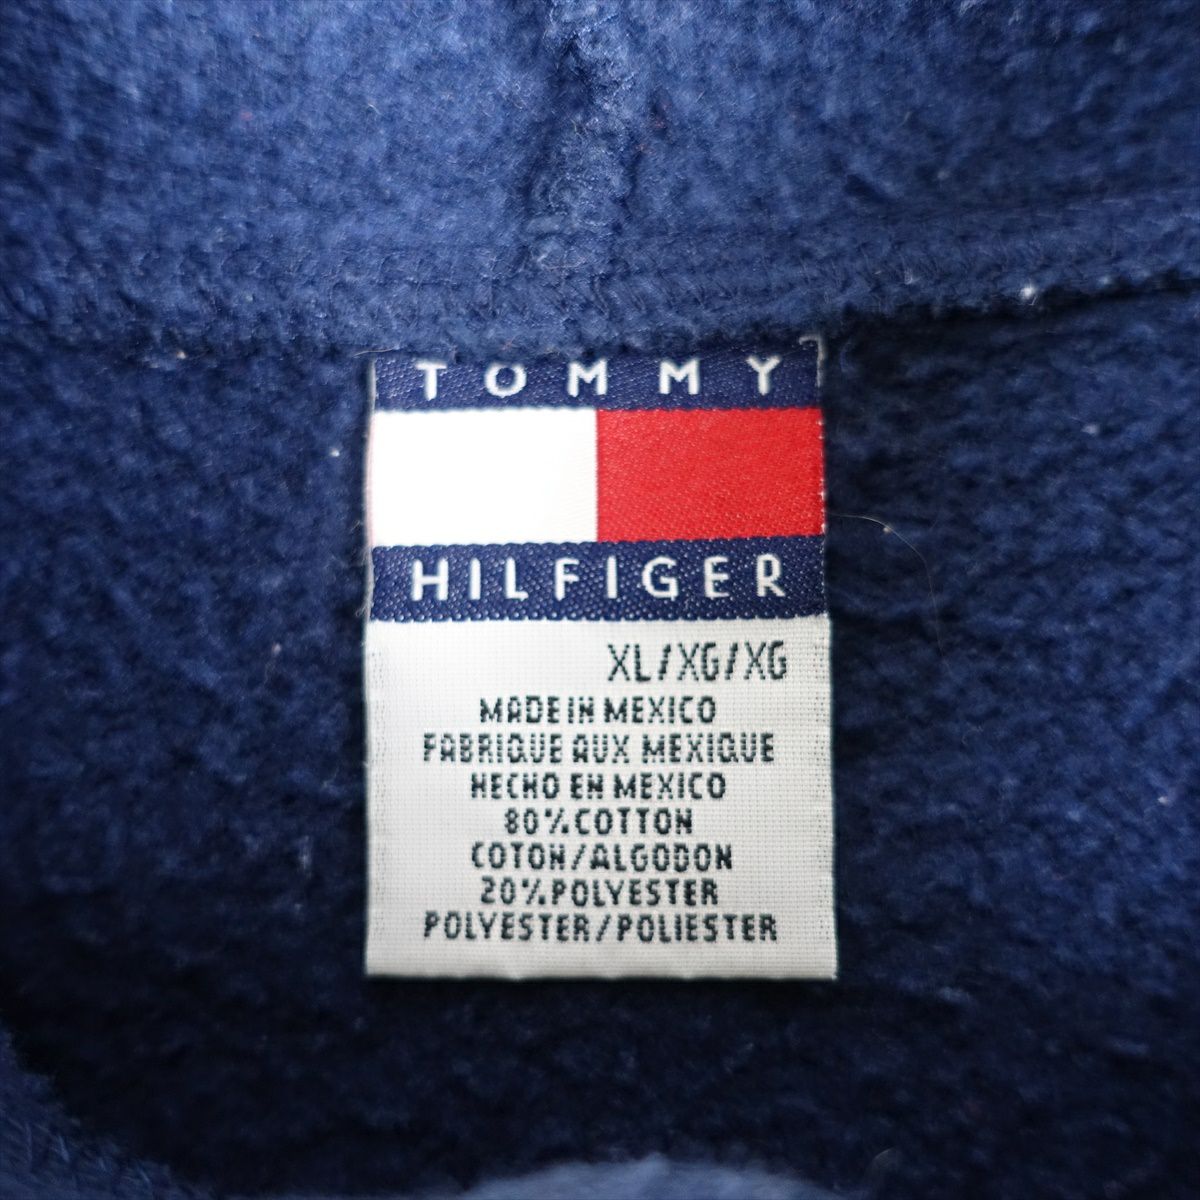 TOMMY
HILFIGER
XL/XG/XG
MADE IN MEXICO
FABRIQUE AUX MEXIQUE
HECHO EN MEXICO
80% COTTON
COTON/ALGODON
20% POLYESTER
POLYESTER/POLIESTER